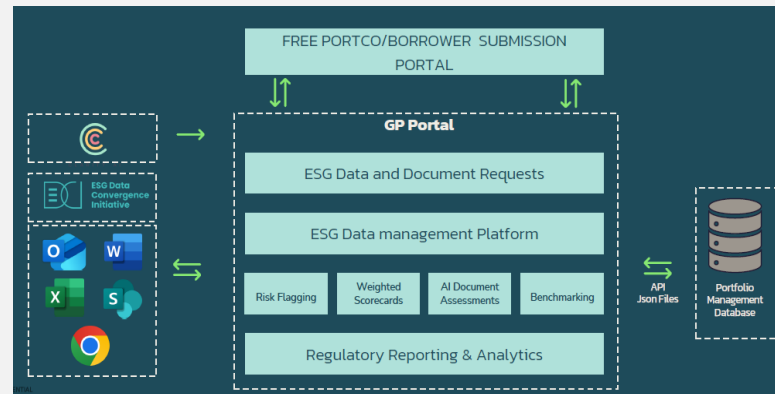 FREE PORTCO/BORROWER SUBMISSION
PORTAL
GP Portal
ESG Data
Convergence
Initiative
ESG Data and Document Requests
ESG Data management Platform
Risk Flagging
Weighted
Scorecards
AI Document
Assessments
Benchmarking
Regulatory Reporting & Analytics
O
W
X
S
API
Json Files
Portfolio
Management
Database
NTIAL